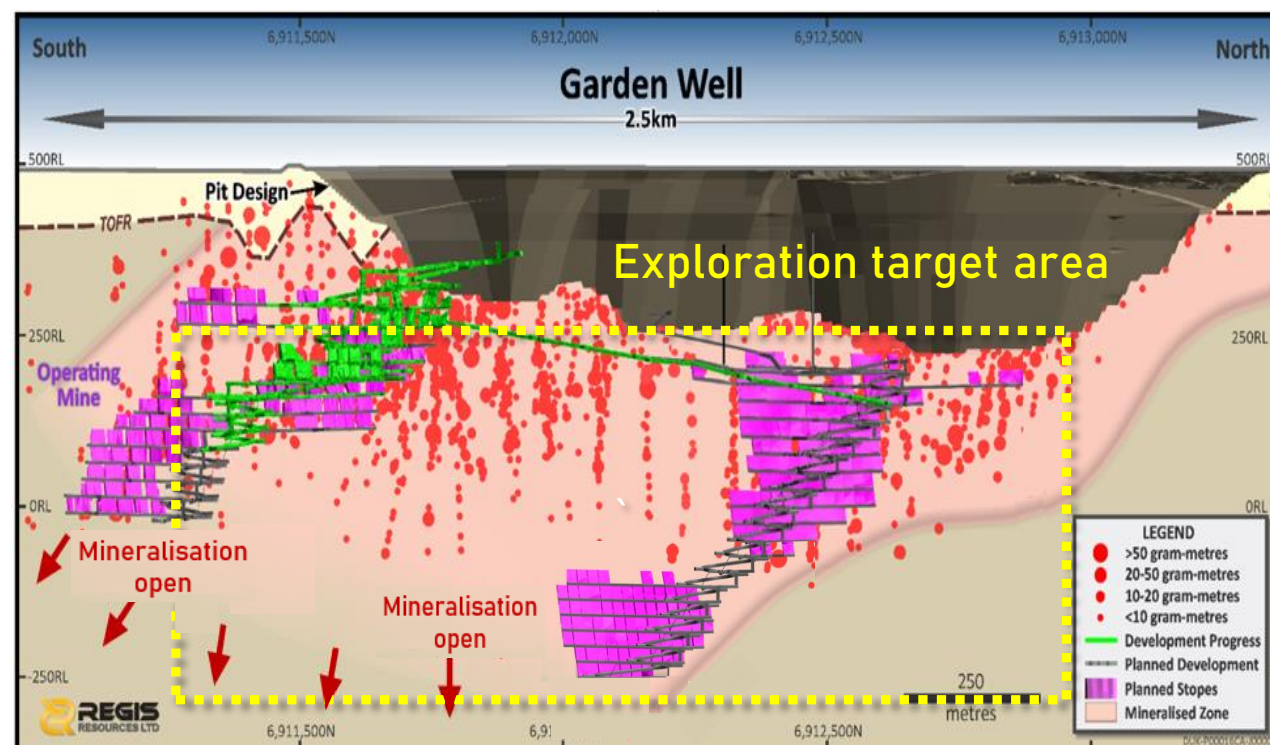 6,911,500N
6,912,000N
6,912,500N
6,913,000N
South
North
Garden Well
2.5km
500RL
500RL
Pit Design
TOFR
Exploration target area
250RL
250RL
Operating
Mine
0RL
0RL
Mineralisation
open
Mineralisation
open
-250RL
LEGEND
>50 gram-metres
20-50 gram-metres
10-20 gram-metres
<10 gram-metres
Development Progress
Planned Development
Planned Stopes
Mineralised Zone
250
metres
REGIS
RESOURCES LTD
6,911,500N
6,91
6,912,500N